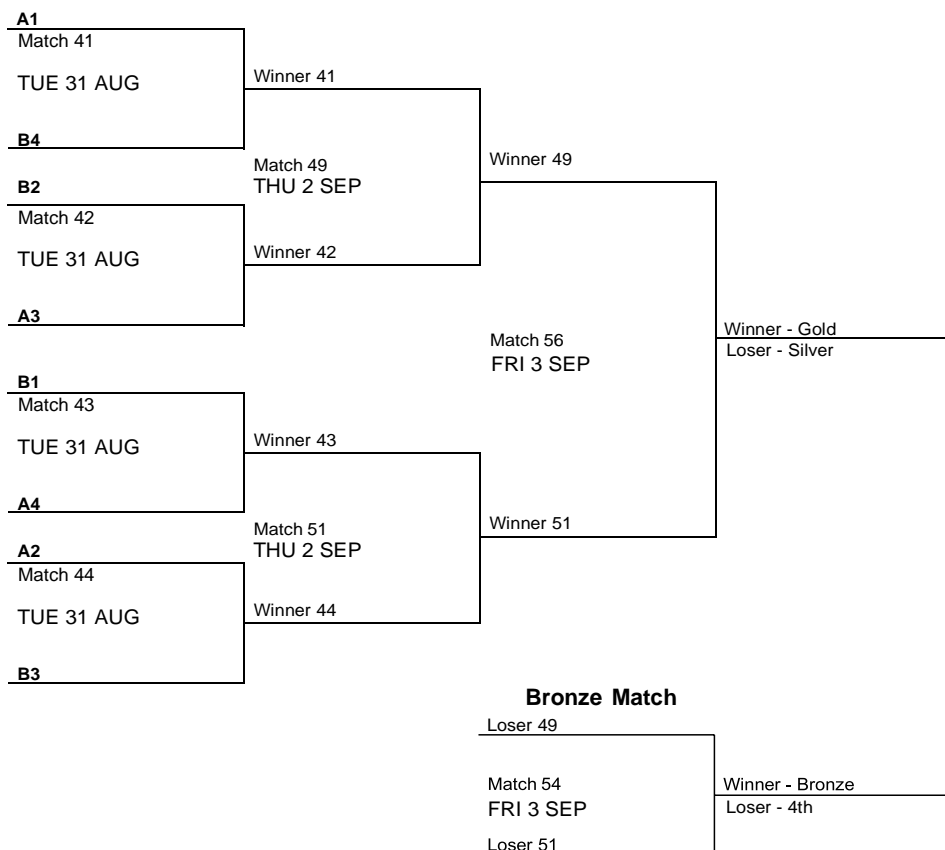 A1
Match 41
TUE 31 AUG
Winner 41
B4
Match 49
THU 2 SEP
Winner 49
B2
Match 42
TUE 31 AUG
Winner 42
A3
Match 56
FRI 3 SEP
Winner - Gold
Loser - Silver
B1
Match 43
TUE 31 AUG
Winner 43
A4
Match 51
THU 2 SEP
Winner 51
A2
Match 44
TUE 31 AUG
Winner 44
B3
Bronze Match
Loser 49
Match 54
FRI 3 SEP
Winner - Bronze
Loser - 4th
Loser 51